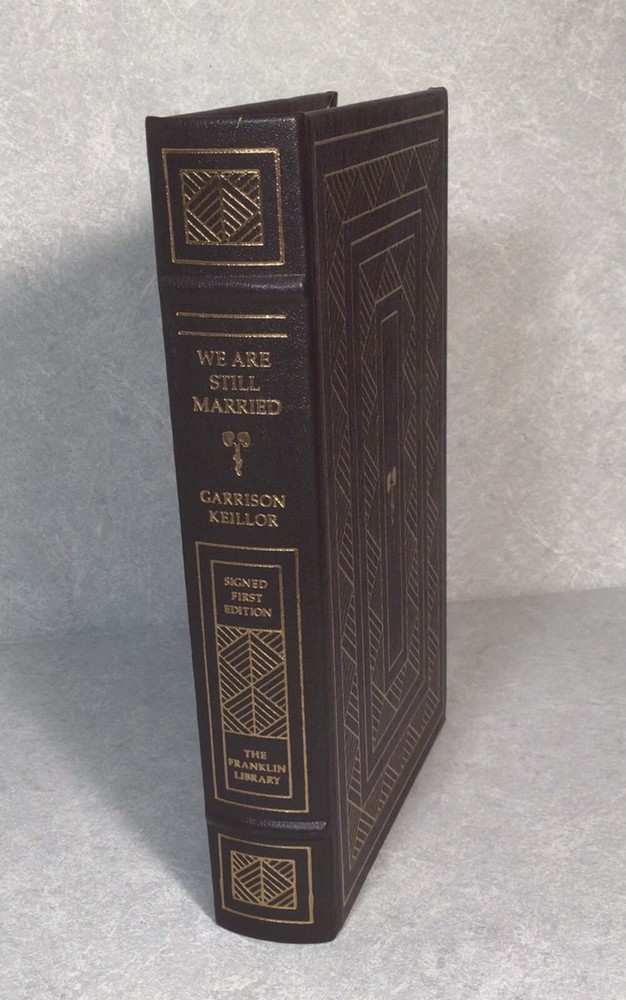 WE ARE
STILL
MARRIED
GARRISON
KEILLOR
SIGNED
FIRST
EDITION
THE
FRANKLIN
LIBRARY